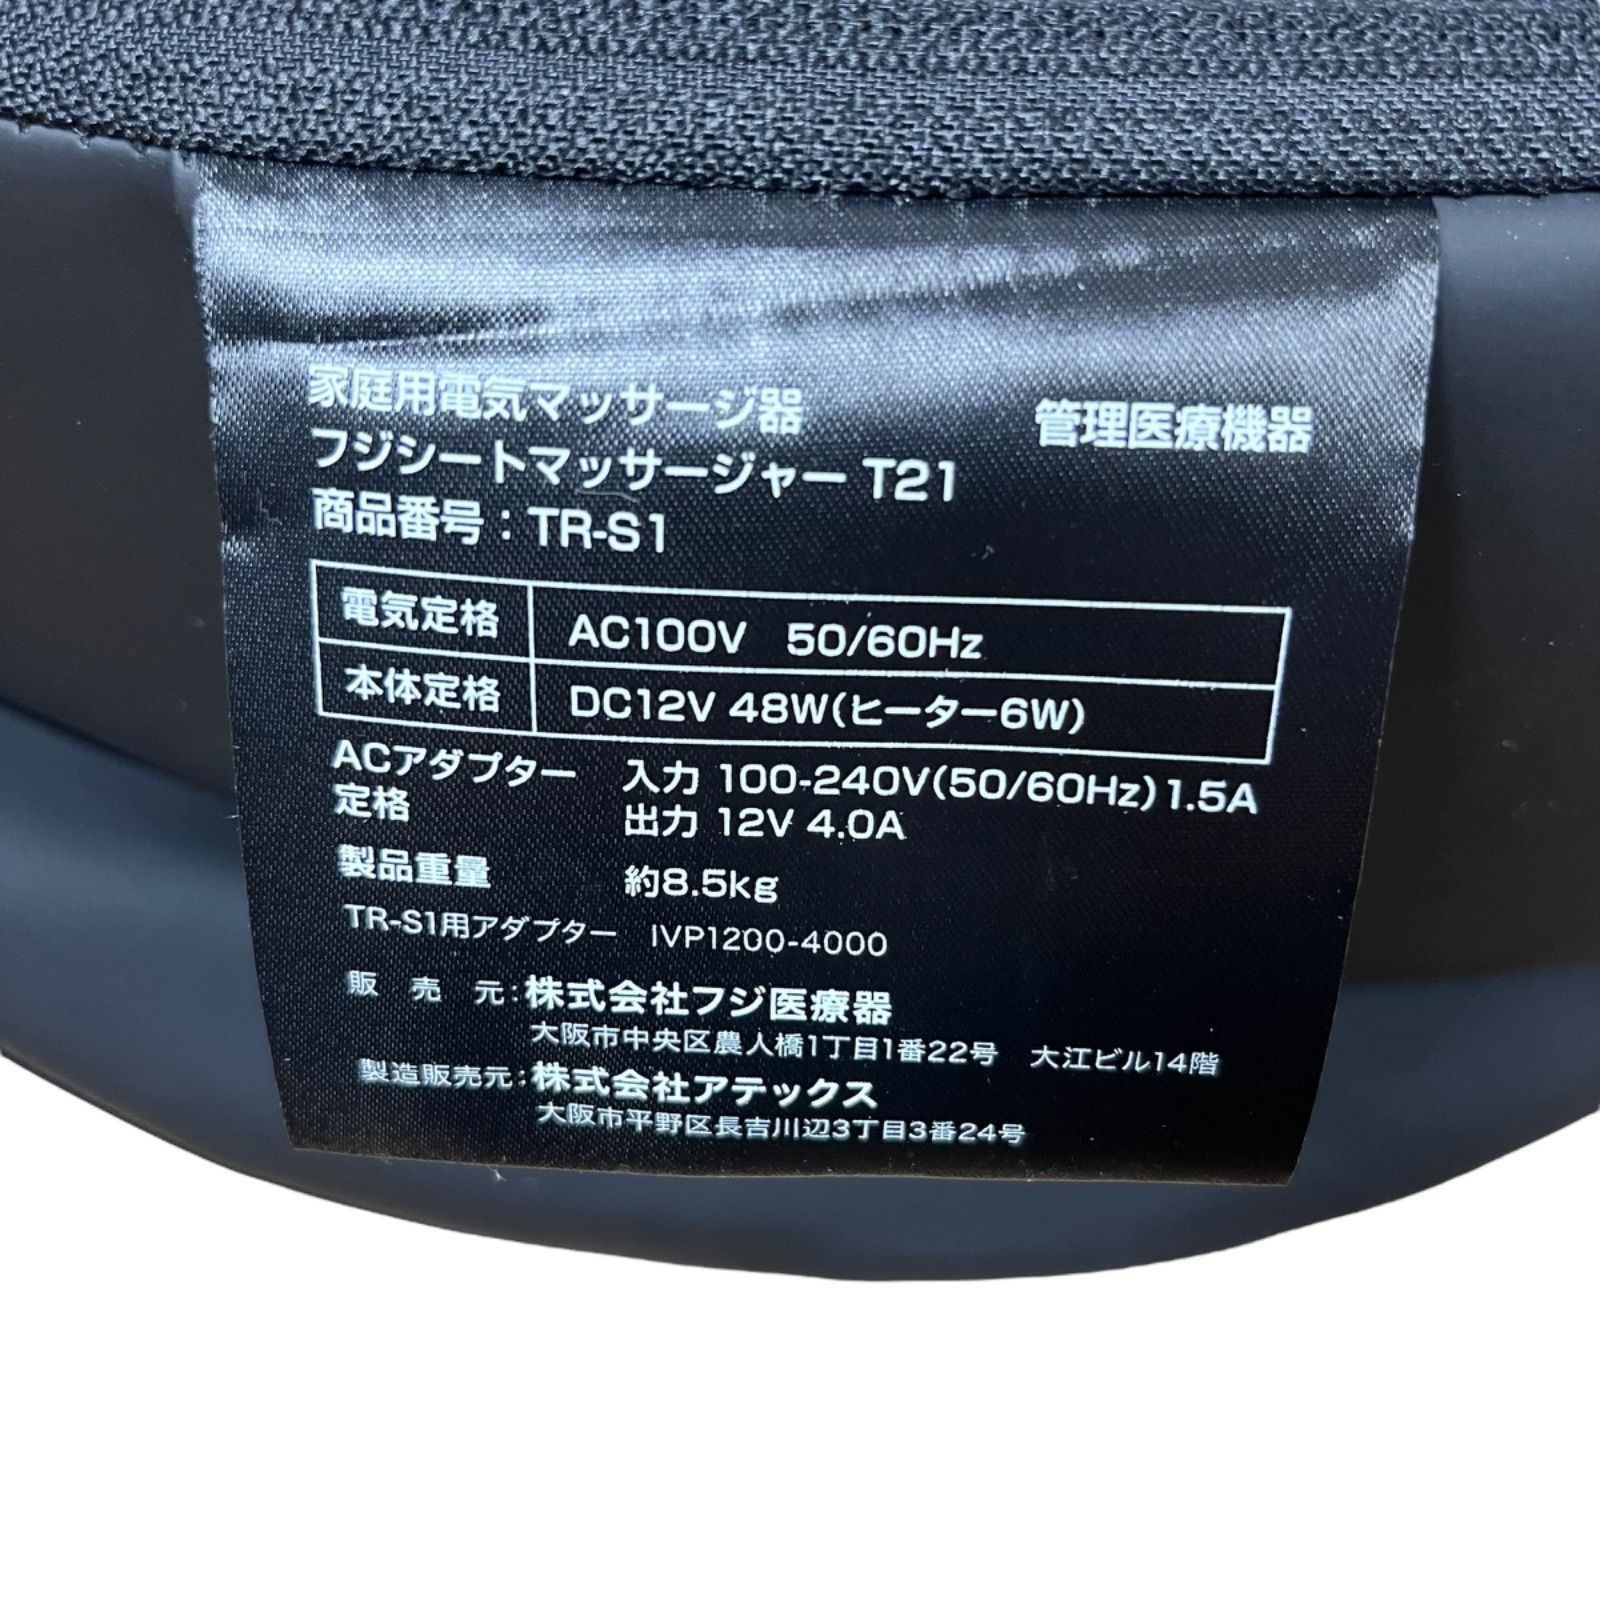 家庭用電気マッサージ器 管理医療機器
フジシートマッサージャー T21
商品番号：TR-S1
電気定格 AC100V 50/60Hz
本体定格 DC12V 48W(ヒーター6W)
ACアダプター 入力 100-240V(50/60Hz)1.5A
定格 出力 12V 4.0A
製品重量 約8.5kg
TR-S1用アダプター IVP1200-4000
販売元：株式会社フジ医療器
大阪市中央区農人橋1丁目1番22号 大江ビル14階
製造販売元：株式会社アテックス
大阪市平野区長吉川辺3丁目3番24号